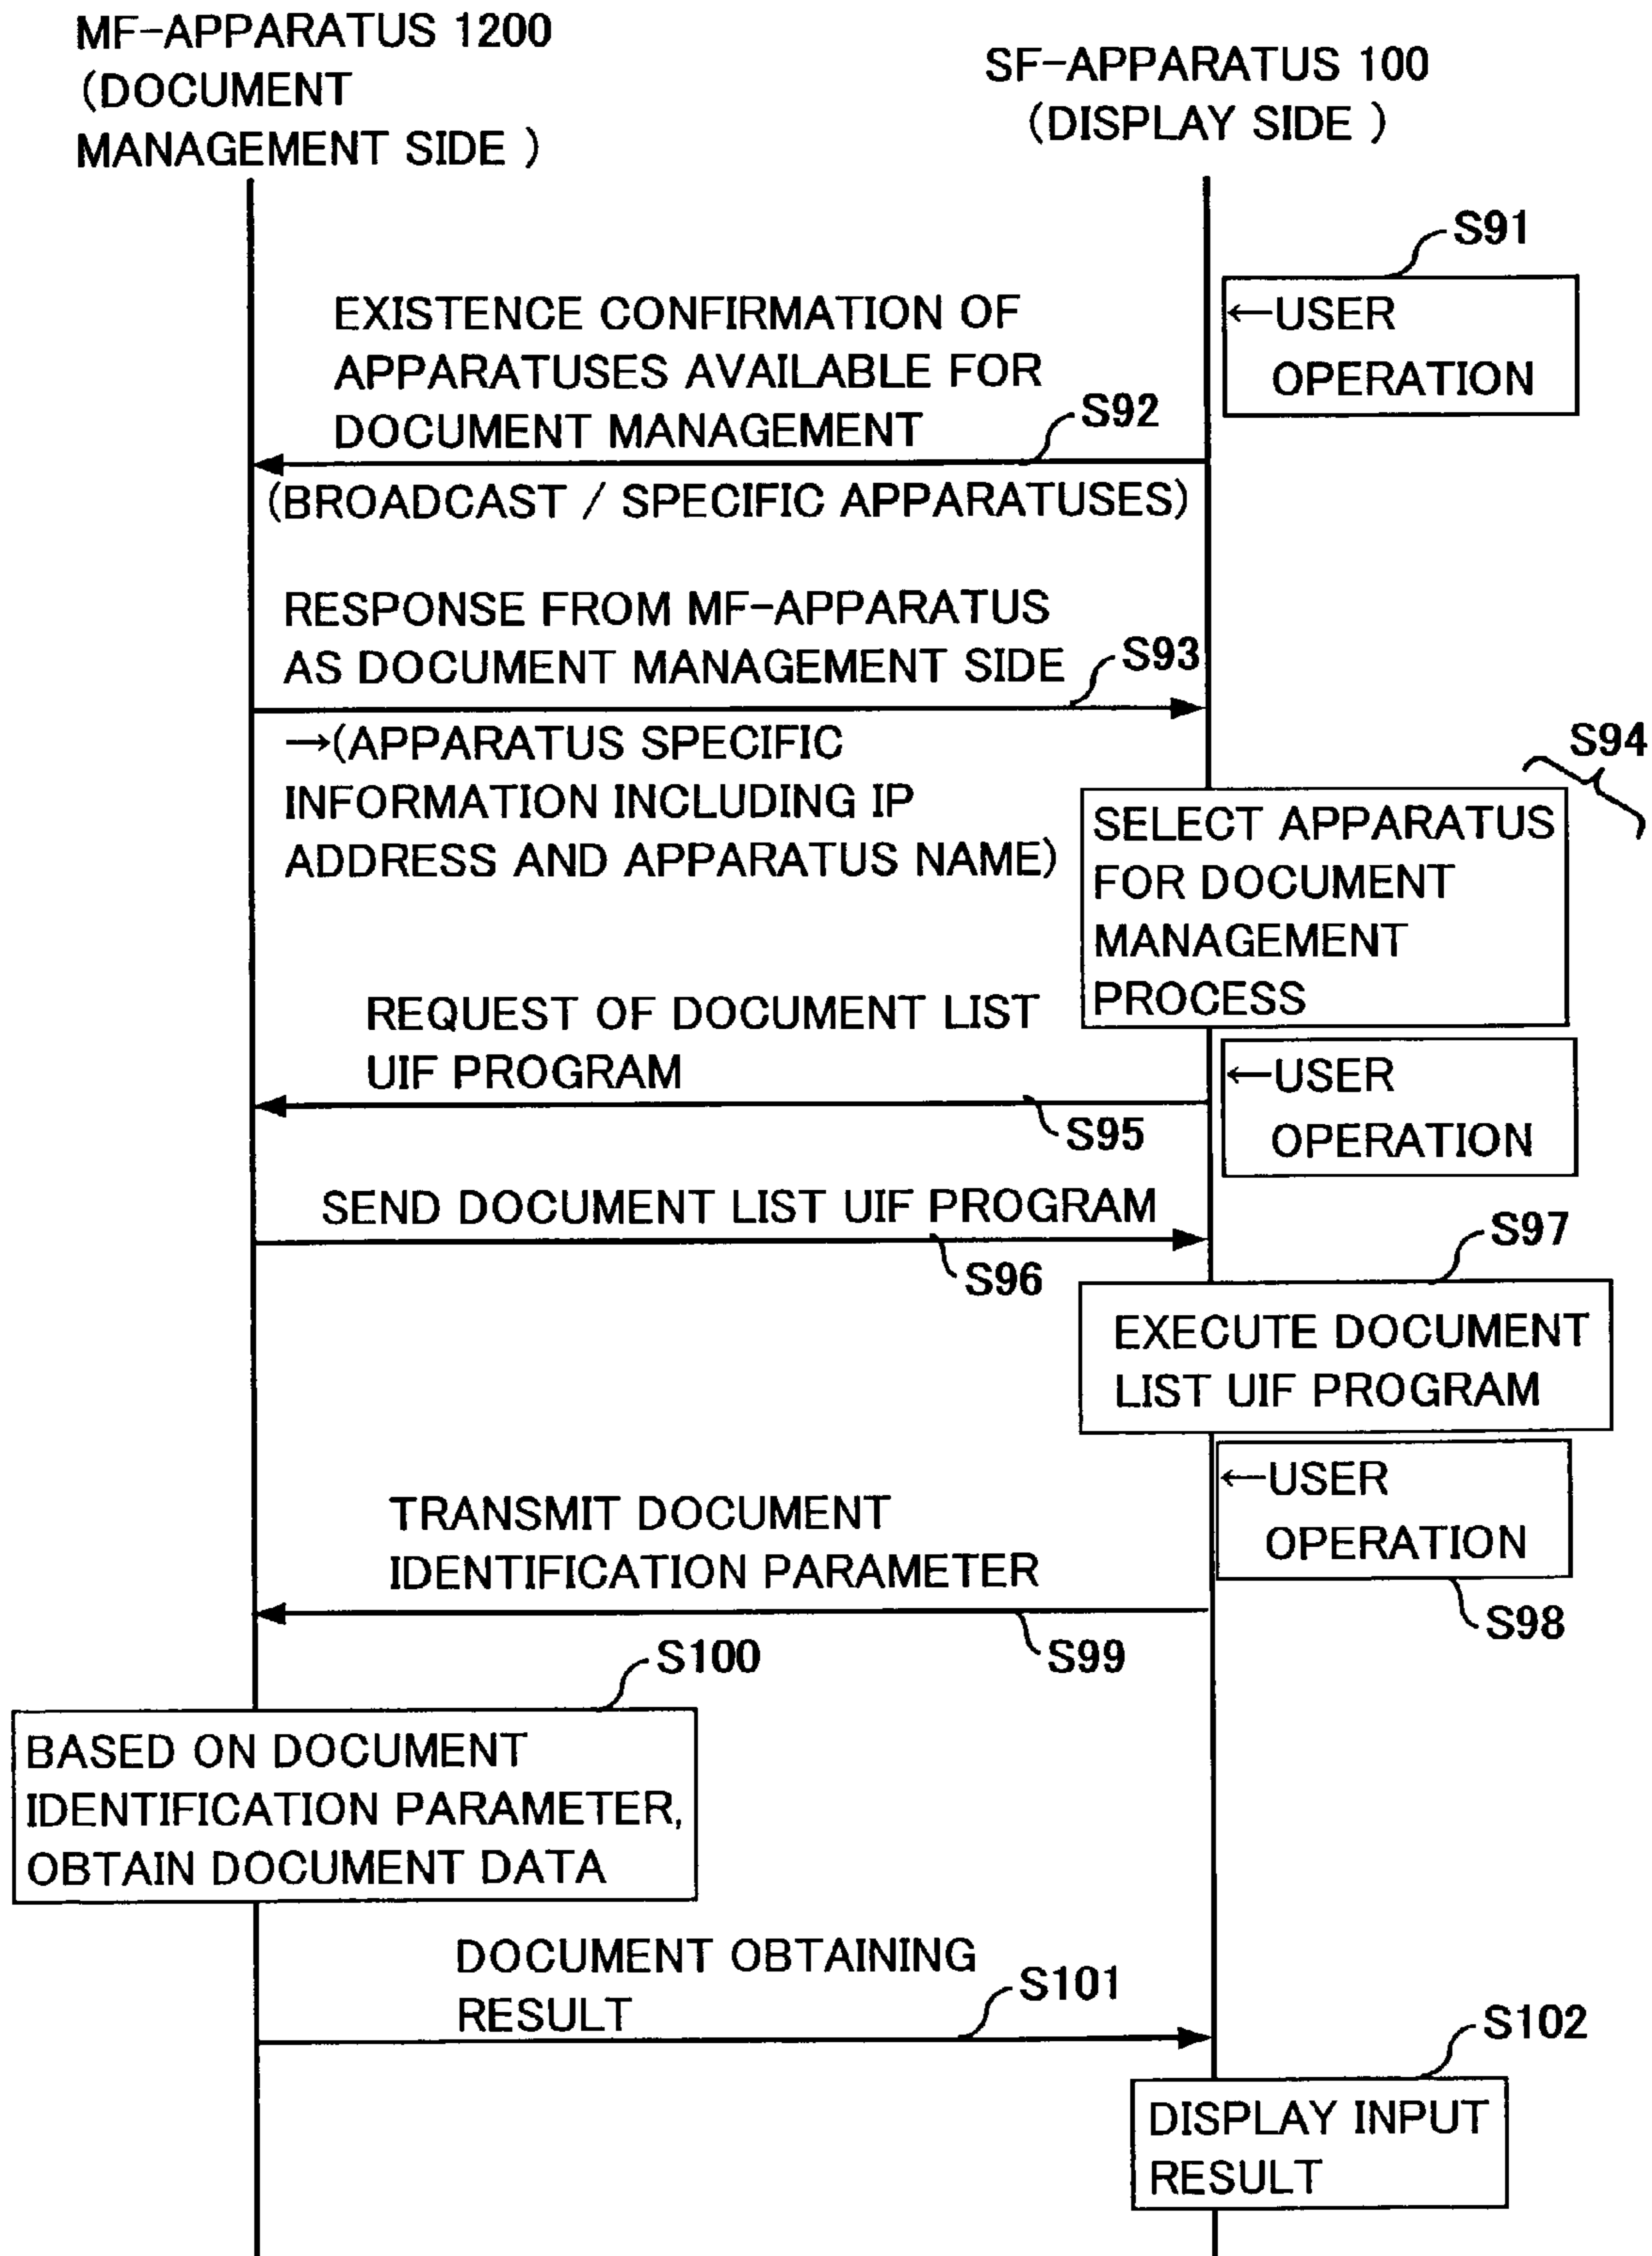 MF-APPARATUS 1200
(DOCUMENT
MANAGEMENT SIDE )
SF-APPARATUS 100
(DISPLAY SIDE )
S91
←USER
OPERATION
EXISTENCE CONFIRMATION OF
APPARATUSES AVAILABLE FOR
DOCUMENT MANAGEMENT
S92
(BROADCAST / SPECIFIC APPARATUSES)
RESPONSE FROM MF-APPARATUS
AS DOCUMENT MANAGEMENT SIDE
S93
→(APPARATUS SPECIFIC
INFORMATION INCLUDING IP
ADDRESS AND APPARATUS NAME)
S94
SELECT APPARATUS
FOR DOCUMENT
MANAGEMENT
PROCESS
REQUEST OF DOCUMENT LIST
UIF PROGRAM
←USER
OPERATION
S95
SEND DOCUMENT LIST UIF PROGRAM
S96
S97
EXECUTE DOCUMENT
LIST UIF PROGRAM
←USER
OPERATION
S98
TRANSMIT DOCUMENT
IDENTIFICATION PARAMETER
S99
S100
BASED ON DOCUMENT
IDENTIFICATION PARAMETER,
OBTAIN DOCUMENT DATA
DOCUMENT OBTAINING
RESULT
S101
S102
DISPLAY INPUT
RESULT